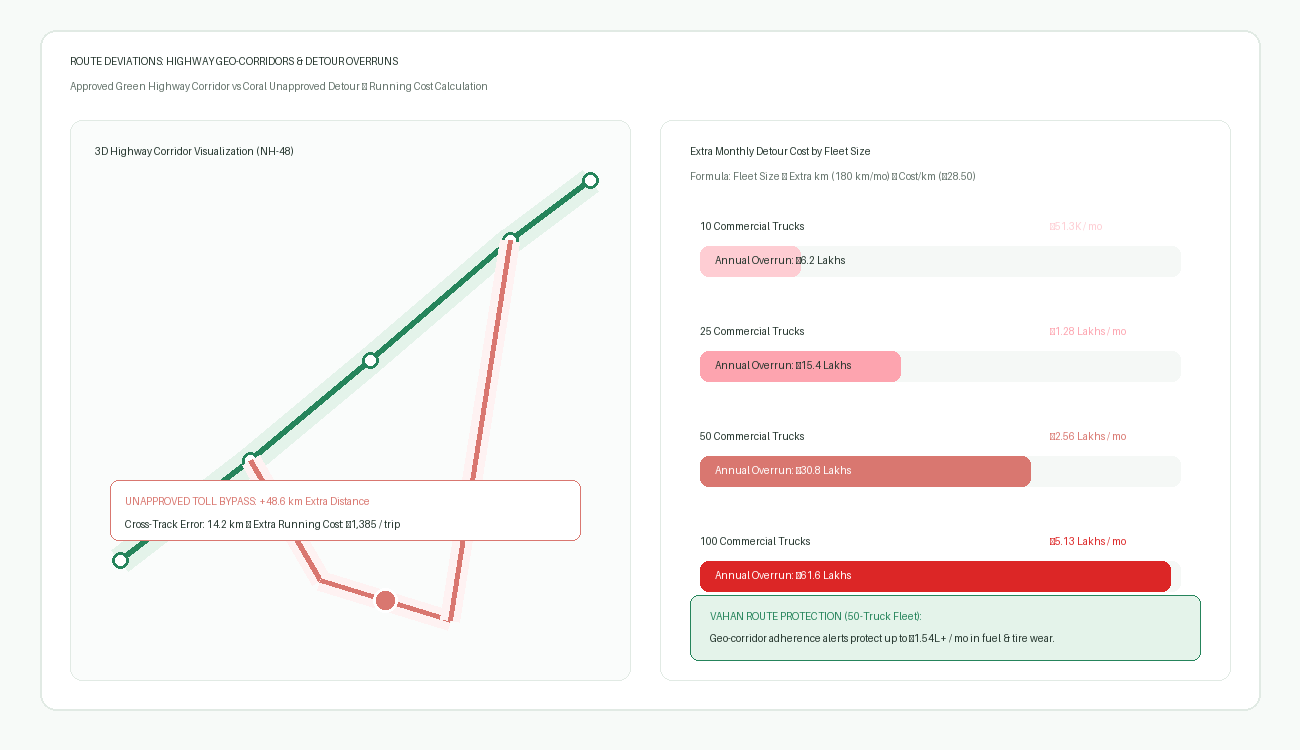 ROUTE DEVIATIONS: HIGHWAY GEO-CORRIDORS & DETOUR OVERRUNS
Approved Green Highway Corridor vs Coral Unapproved Detour Running Cost Calculation
3D Highway Corridor Visualization (NH-48)
UNAPPROVED TOLL BYPASS: +48.6 km Extra Distance
Cross-Track Error: 14.2 km Extra Running Cost: 1,385 / trip
Extra Monthly Detour Cost by Fleet Size
Formula: Fleet Size Extra km (180 km/mo) Cost/km (28.50)
10 Commercial Trucks
51.3K / mo
Annual Overrun: 6.2 Lakhs
25 Commercial Trucks
1.28 Lakhs / mo
Annual Overrun: 15.4 Lakhs
50 Commercial Trucks
2.56 Lakhs / mo
Annual Overrun: 30.8 Lakhs
100 Commercial Trucks
5.13 Lakhs / mo
Annual Overrun: 61.6 Lakhs
VAHAN ROUTE PROTECTION (50-Truck Fleet):
Geo-corridor adherence alerts protect up to 1.54L+ / mo in fuel & tire wear.